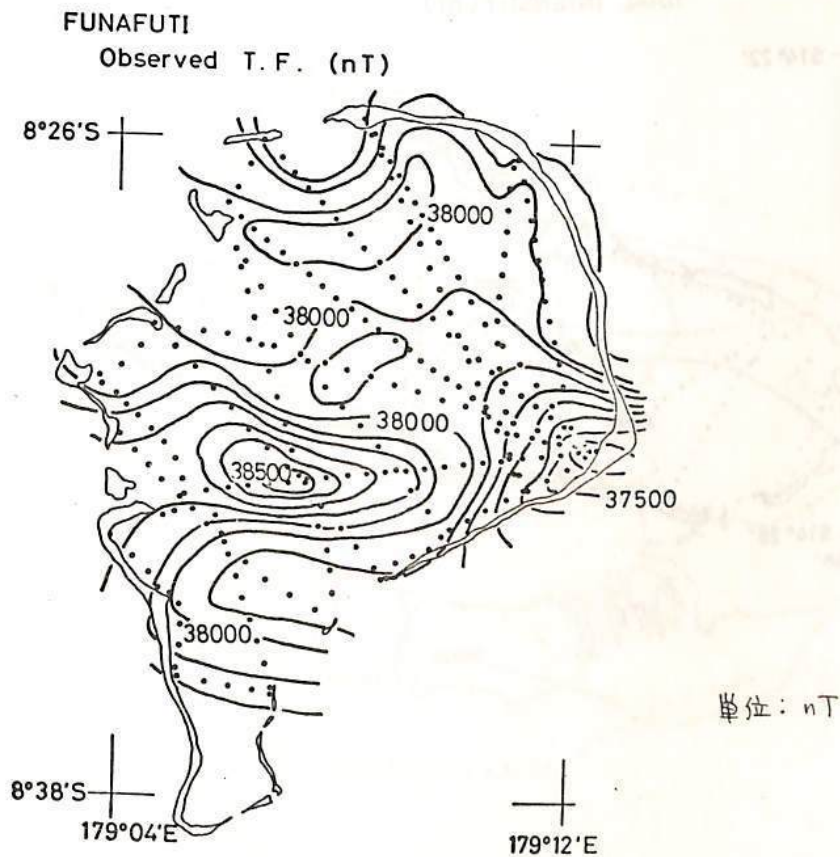 FUNAFUTI
Observed T.F. (nT)
8°26'S
38000
38000
38000
38500
37500
38000
単位: nT
8°38'S
179°04'E
179°12'E